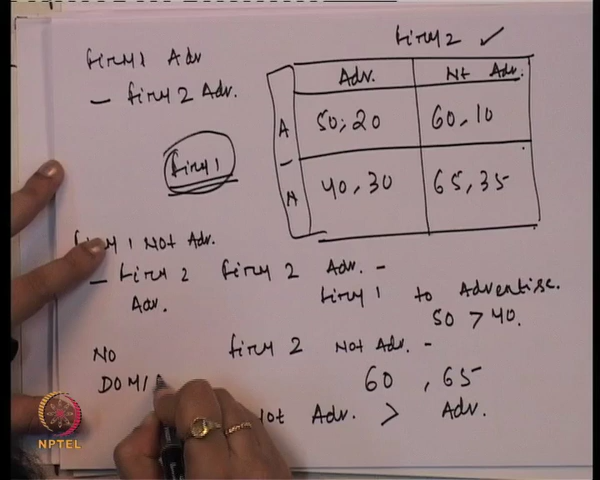 firm 2 ✓
firm 1 Adv
- firm 2 Adv.
Adv. Nt Adv.
A 50, 20 60, 10
N 40, 30 65, 35
firm 1
firm 1 Not Adv.
- firm 2
Adv.
firm 2 Adv. -
firm 1 to Advertise.
50 > 40.
NO
DOMI
firm 2 Not Adv. -
60 , 65
Not Adv. > Adv.
NPTEL